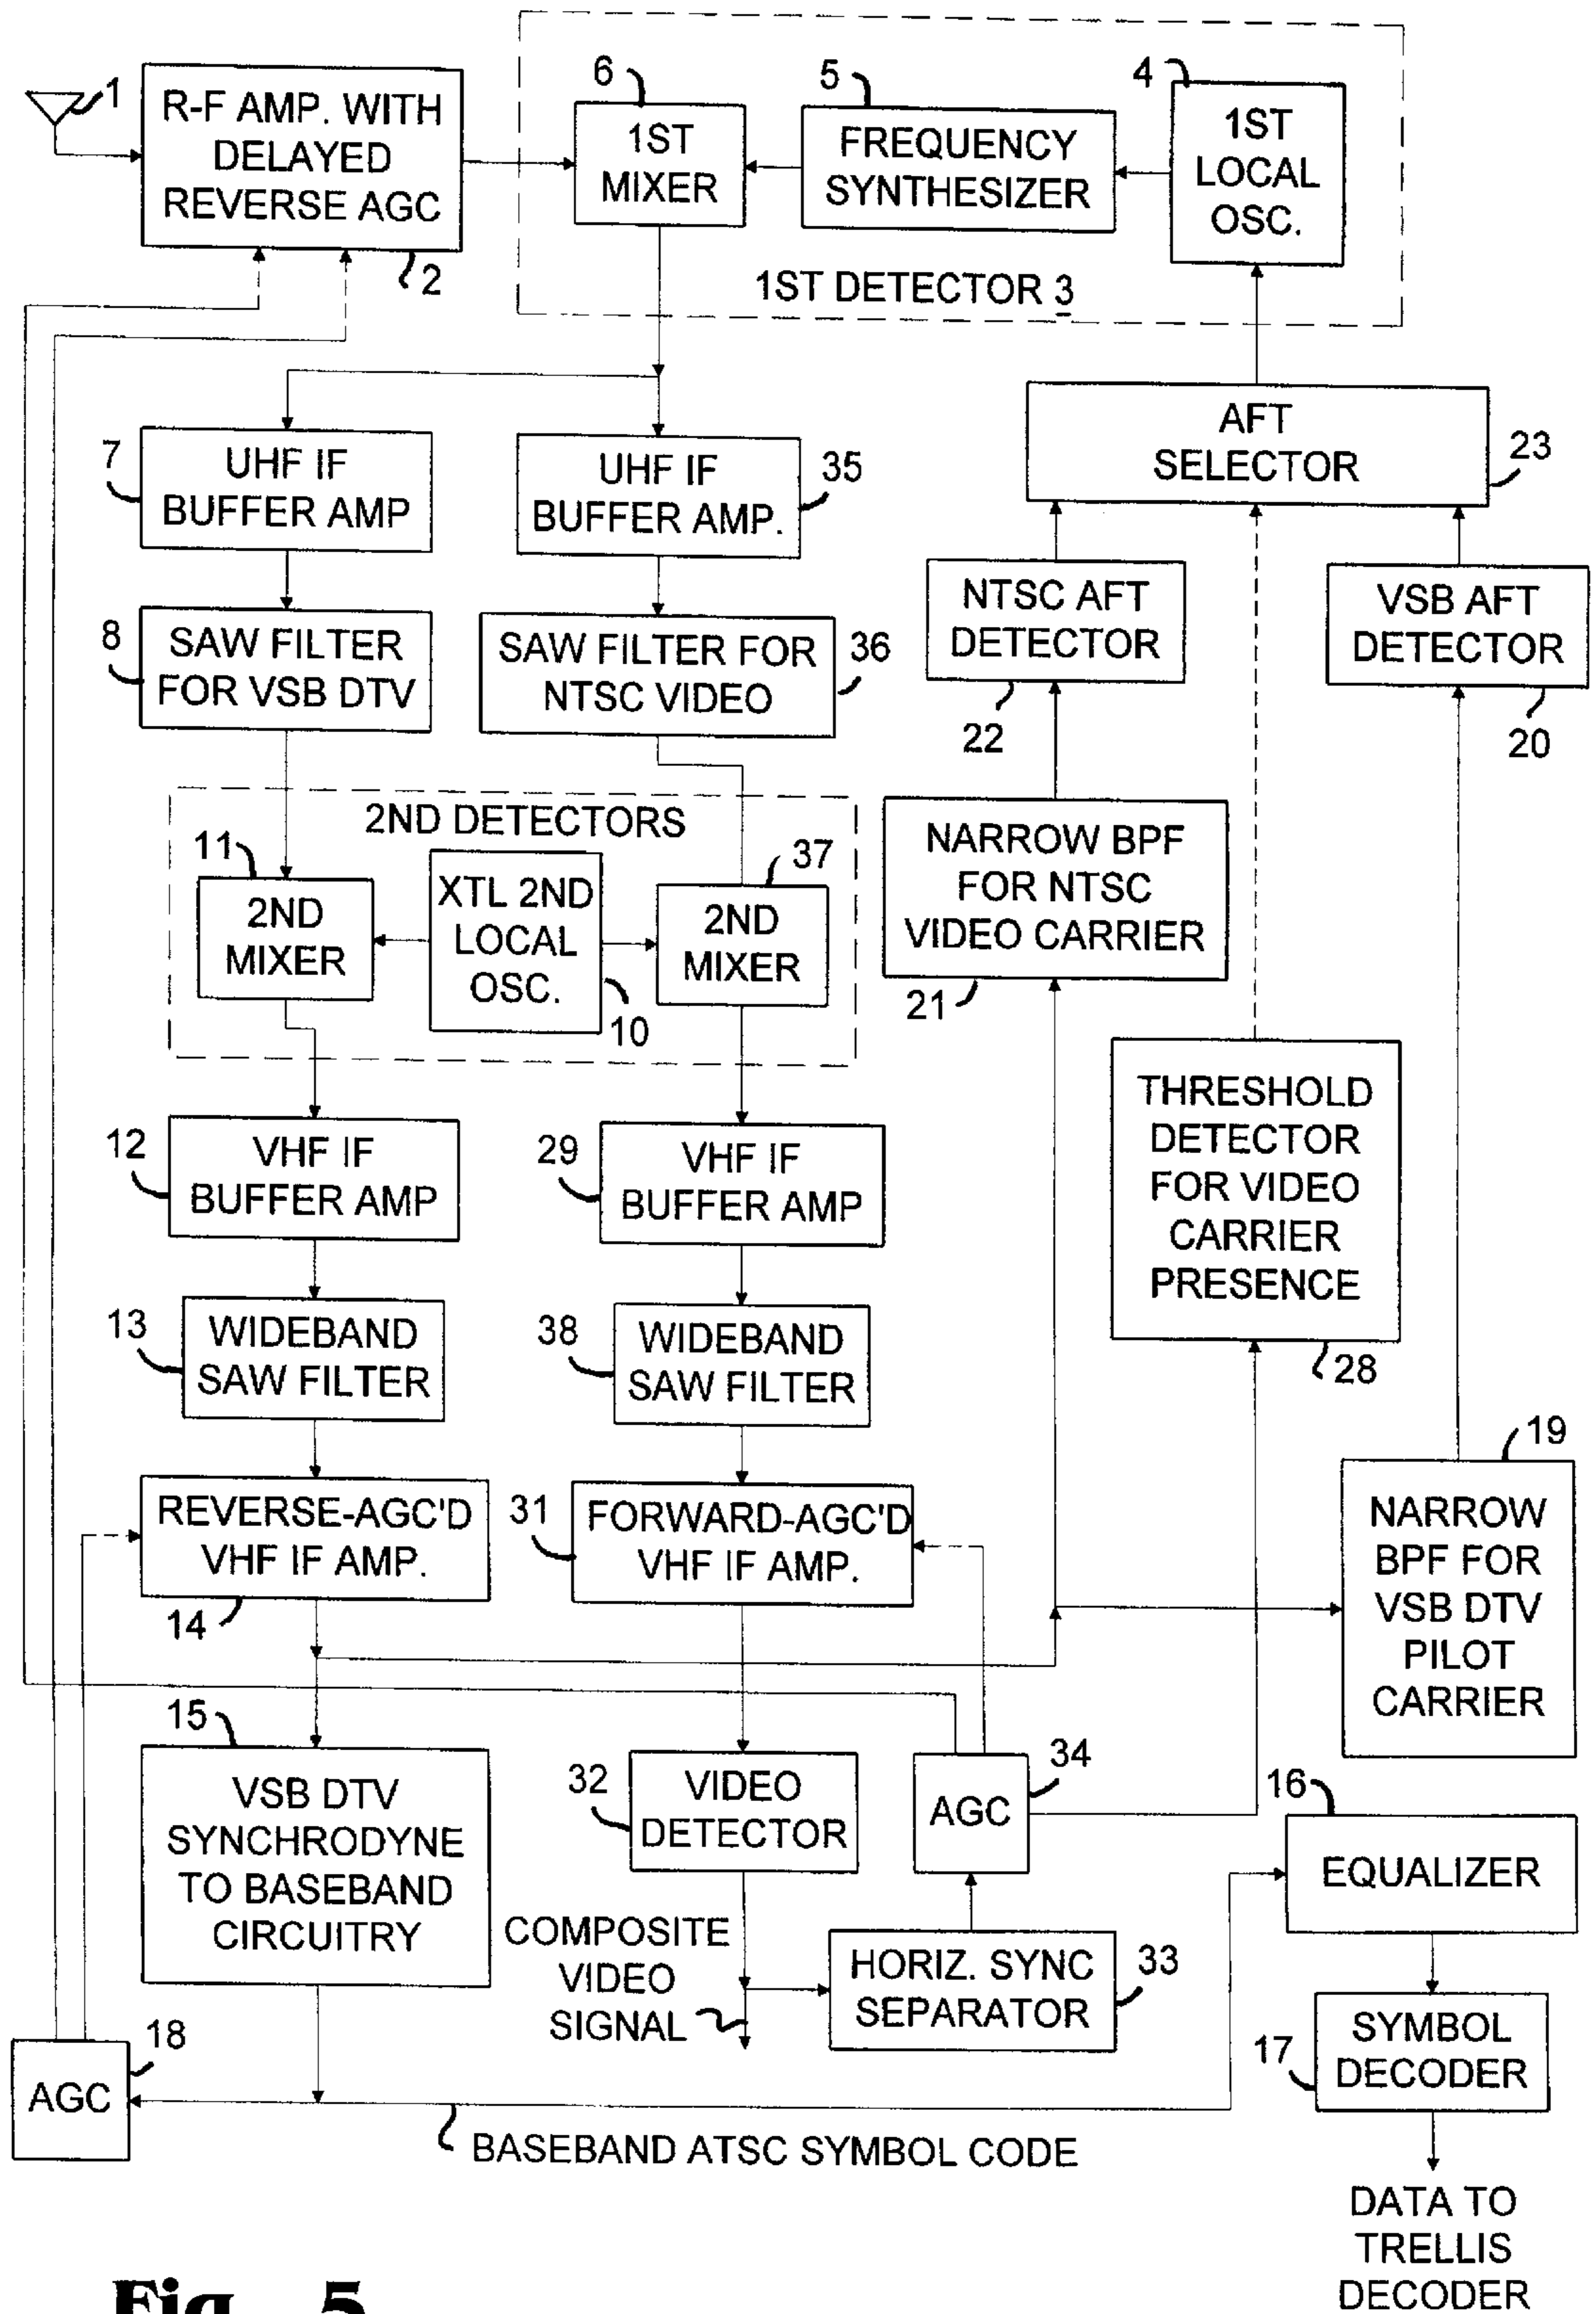 1
R-F AMP. WITH
DELAYED
REVERSE AGC
2
6
1ST
MIXER
5
FREQUENCY
SYNTHESIZER
4
1ST
LOCAL
OSC.
1ST DETECTOR 3
7
UHF IF
BUFFER AMP
UHF IF
BUFFER AMP.
35
AFT
SELECTOR
23
8
SAW FILTER
FOR VSB DTV
SAW FILTER FOR
NTSC VIDEO
36
NTSC AFT
DETECTOR
22
VSB AFT
DETECTOR
20
2ND DETECTORS
11
2ND
MIXER
XTL 2ND
LOCAL
OSC.
10
37
2ND
MIXER
NARROW BPF
FOR NTSC
VIDEO CARRIER
21
THRESHOLD
DETECTOR
FOR VIDEO
CARRIER
PRESENCE
28
12
VHF IF
BUFFER AMP
29
VHF IF
BUFFER AMP
13
WIDEBAND
SAW FILTER
38
WIDEBAND
SAW FILTER
REVERSE-AGC'D
VHF IF AMP.
14
31
FORWARD-AGC'D
VHF IF AMP.
19
NARROW
BPF FOR
VSB DTV
PILOT
CARRIER
15
VSB DTV
SYNCHRODYNE
TO BASEBAND
CIRCUITRY
32
VIDEO
DETECTOR
34
AGC
16
EQUALIZER
COMPOSITE
VIDEO
SIGNAL
HORIZ. SYNC
SEPARATOR
33
18
AGC
17
SYMBOL
DECODER
BASEBAND ATSC SYMBOL CODE
DATA TO
TRELLIS
DECODER
Fig. 5